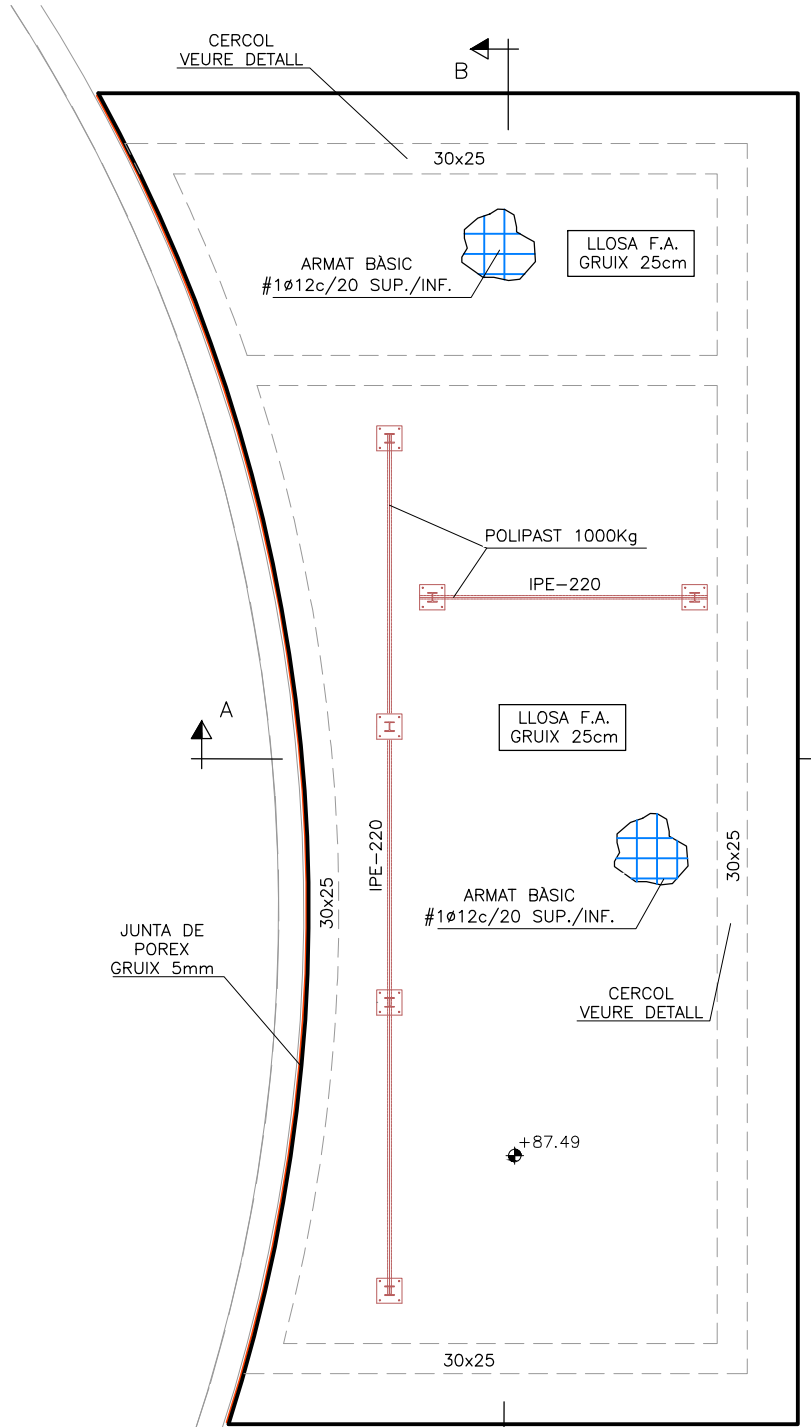 CERCOL
VEURE DETALL
B
30x25
LLOSA F.A.
GRUIX 25cm
ARMAT BÀSIC
#1ø12c/20 SUP./INF.
POLIPAST 1000Kg
IPE-220
A
LLOSA F.A.
GRUIX 25cm
IPE-220
30x25
30x25
ARMAT BÀSIC
#1ø12c/20 SUP./INF.
JUNTA DE
POREX
GRUIX 5mm
CERCOL
VEURE DETALL
+87.49
30x25